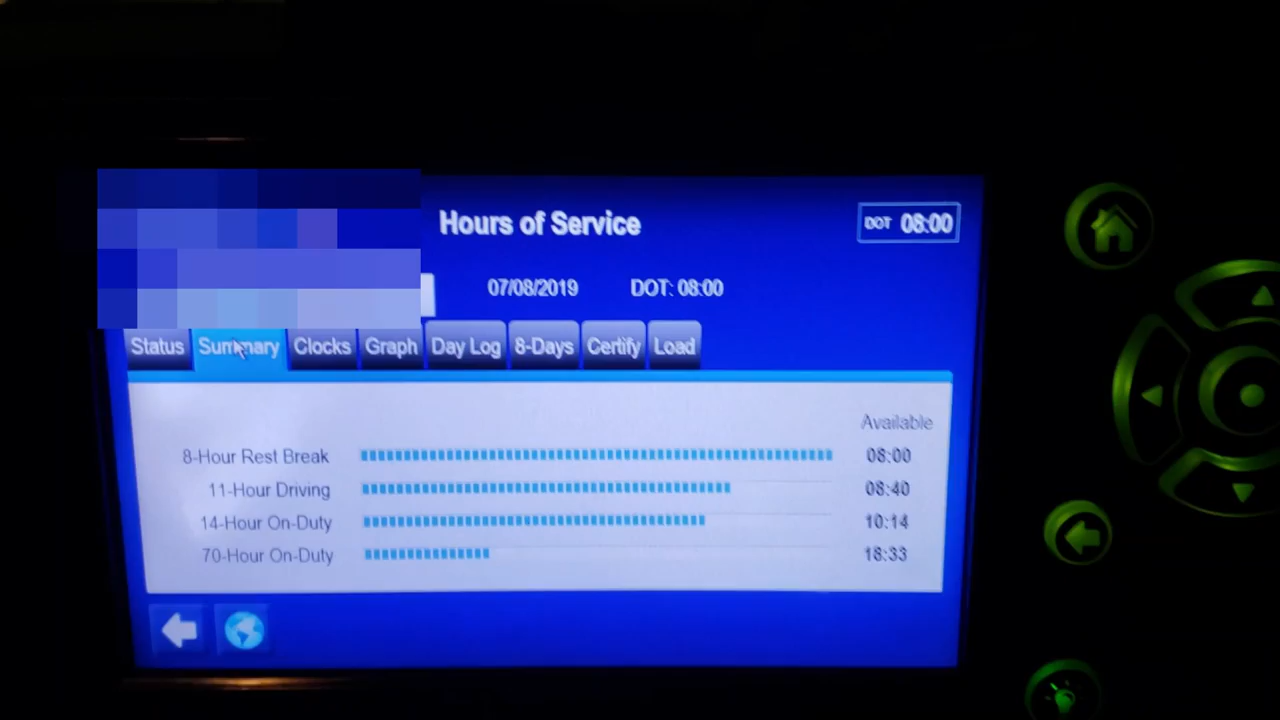 Hours of Service
DOT 08:00
07/08/2019 DOT: 08:00
Status Summary Clocks Graph Day Log 8-Days Certify Load
Available
8-Hour Rest Break 08:00
11-Hour Driving 08:40
14-Hour On-Duty 10:14
70-Hour On-Duty 18:33